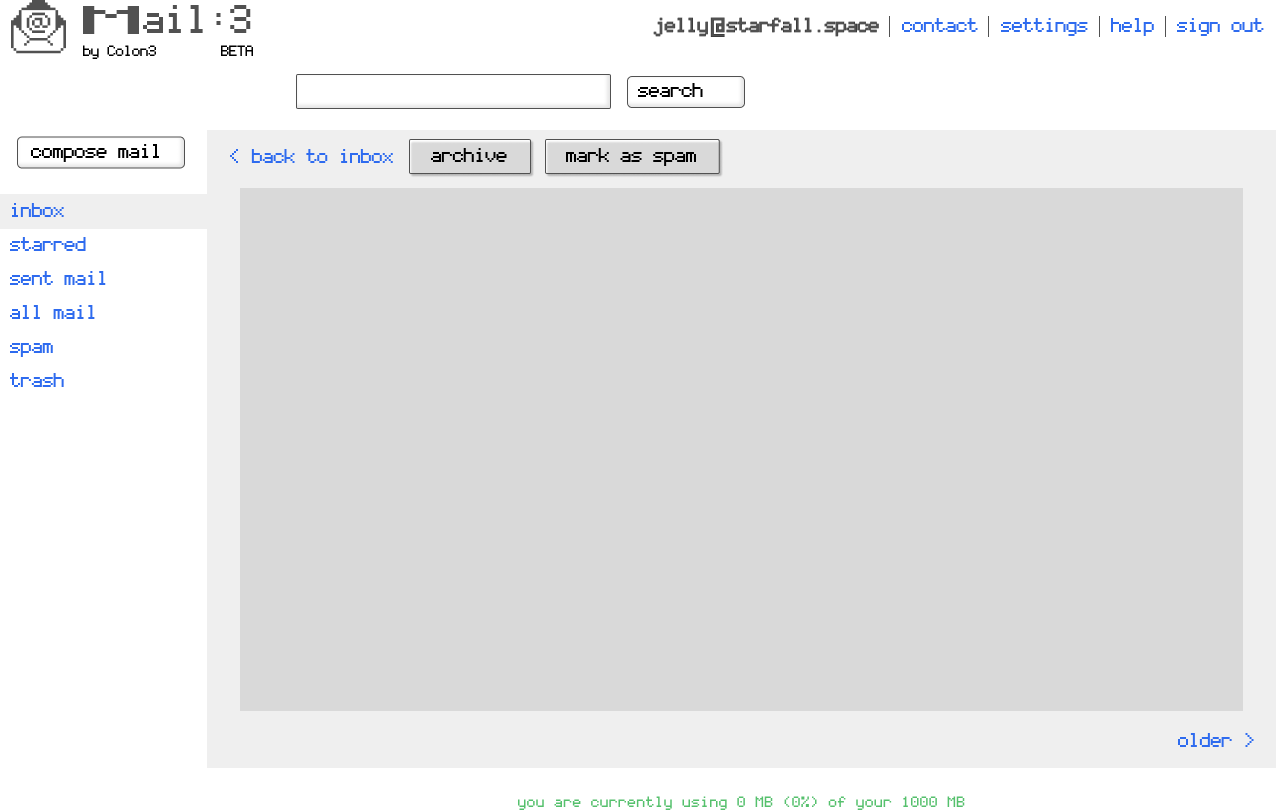 Mail:3
by Colon3 BETA
jelly@starfall.space | contact | settings | help | sign out
search
compose mail
< back to inbox archive mark as spam
inbox
starred
sent mail
all mail
spam
trash
older >
you are currently using 0 MB (0%) of your 1000 MB